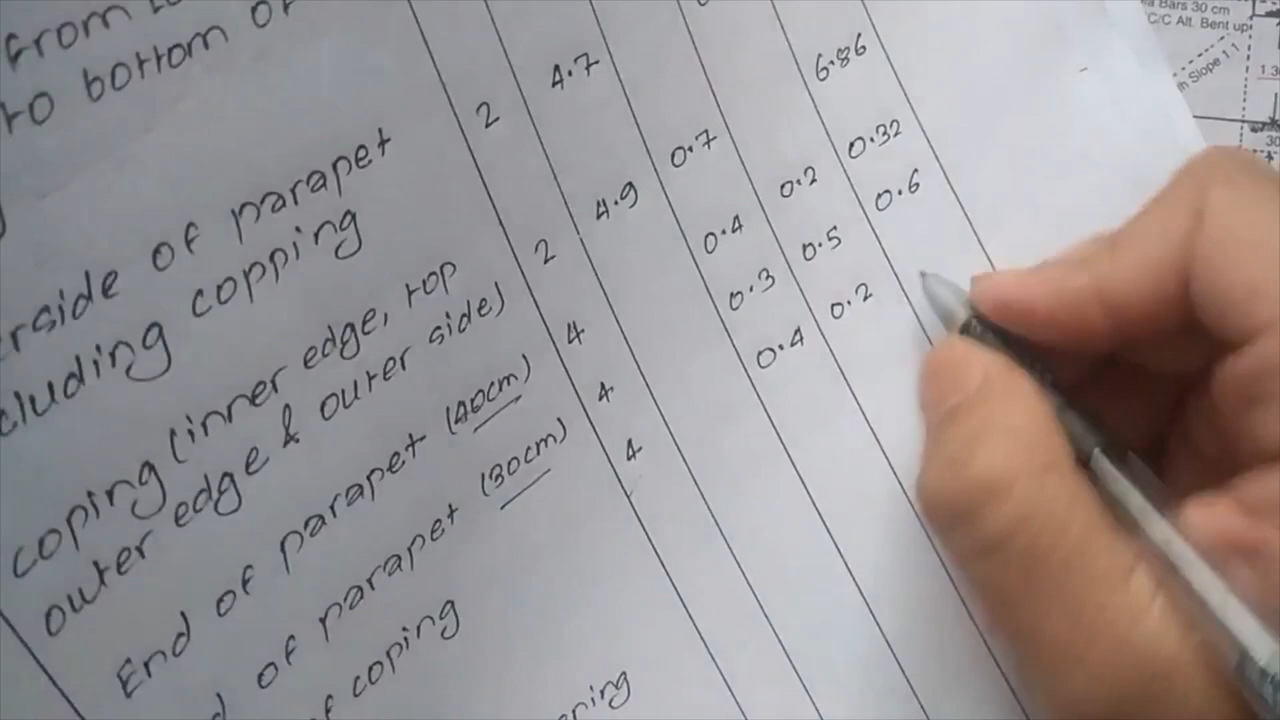 from
to bottom of
2 4.7
erside of parapet
cluding copping
2 4.9 0.7 6.86
coping (inner edge, top
outer edge & outer side)
4 0.4 0.2 0.32
End of parapet (40cm)
4 0.3 0.5 0.6
of parapet (30cm)
4 0.4 0.2
of coping
Bars 30 cm
C/C Alt. Bent up
Slope 1
30